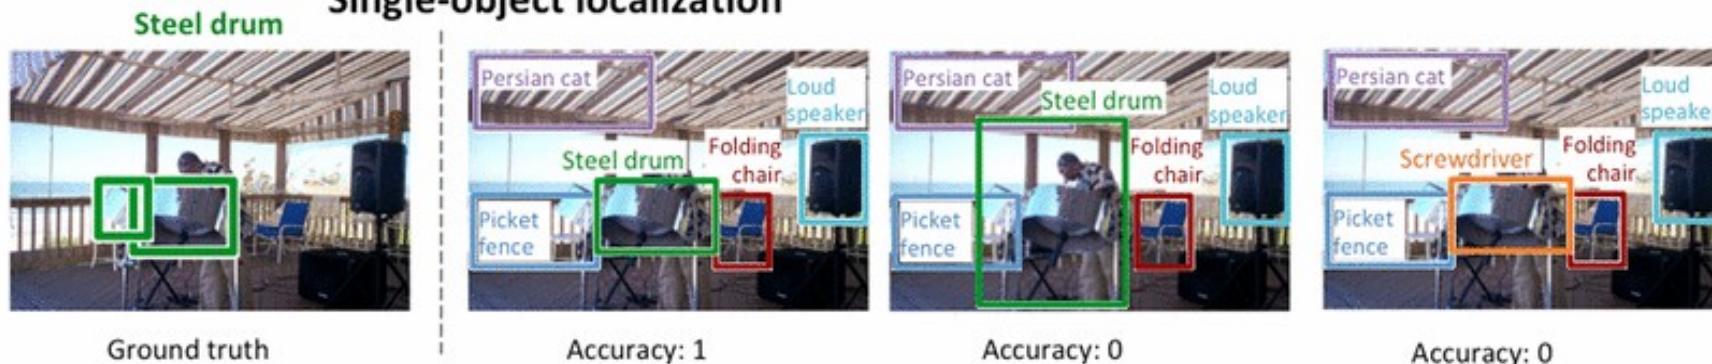 Single-object localization
Steel drum
Persian cat
Loud
speaker
Steel drum
Folding
chair
Picket
fence
Persian cat
Steel drum
Loud
speaker
Folding
chair
Picket
fence
Persian cat
Loud
speaker
Screwdriver
Folding
chair
Picket
fence
Ground truth
Accuracy: 1
Accuracy: 0
Accuracy: 0